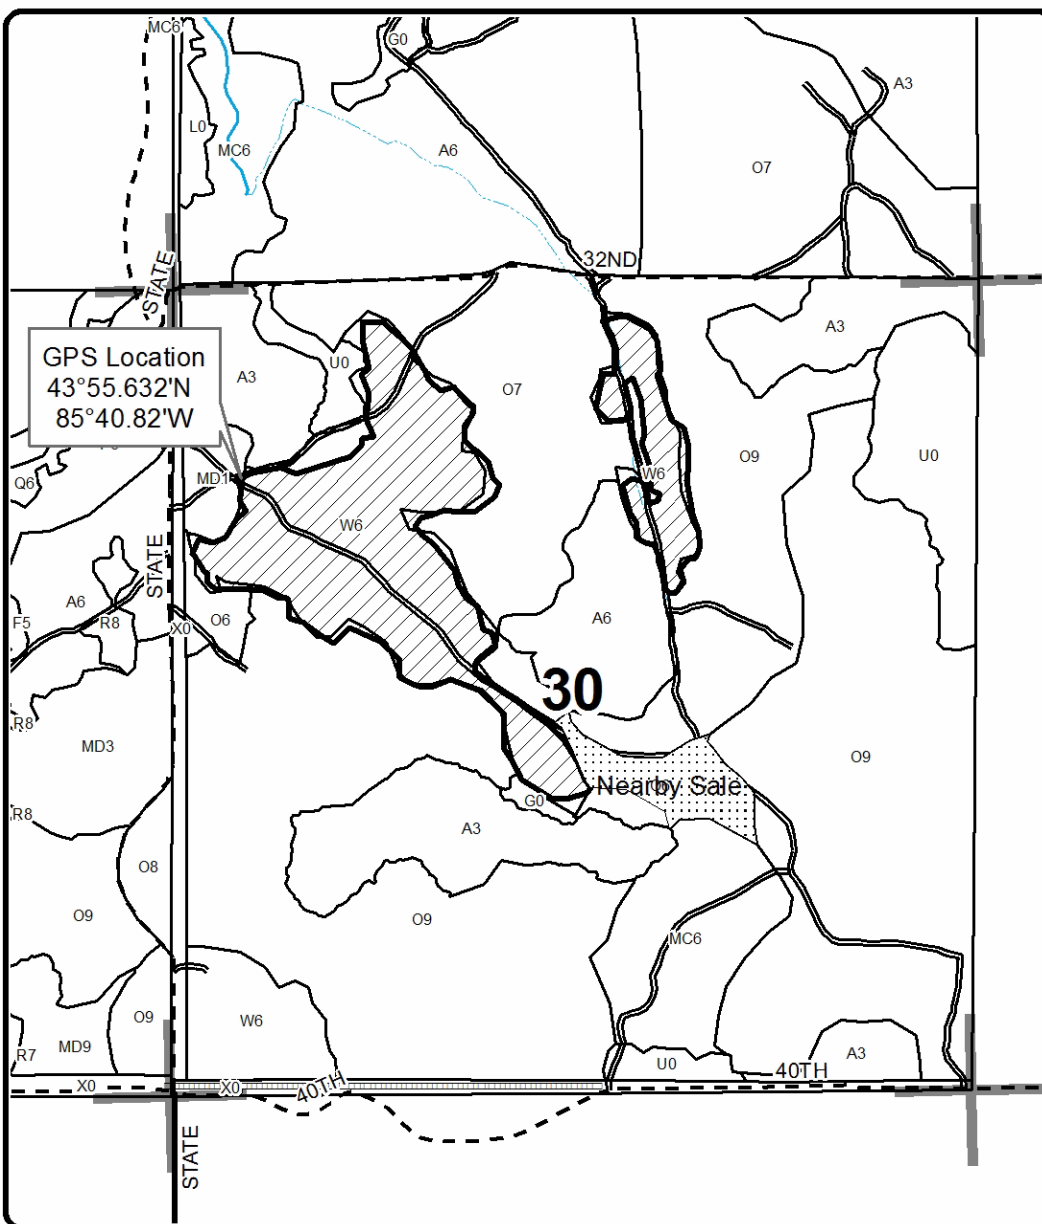 MC6
G0
A3
L0
MC6
A6
O7
32ND
STATE
GPS Location
43°55.632'N
85°40.82'W
A3
U0
A3
O7
O9
U0
Q6
MD1
W6
W6
STATE
A6
F5
R8
X0
O6
A6
30
R8
MD3
O9
Nearby Sale
G0
R8
A3
O8
O9
O9
MC6
O9
W6
R7
MD9
U0
A3
X0
X0
40TH
40TH
STATE